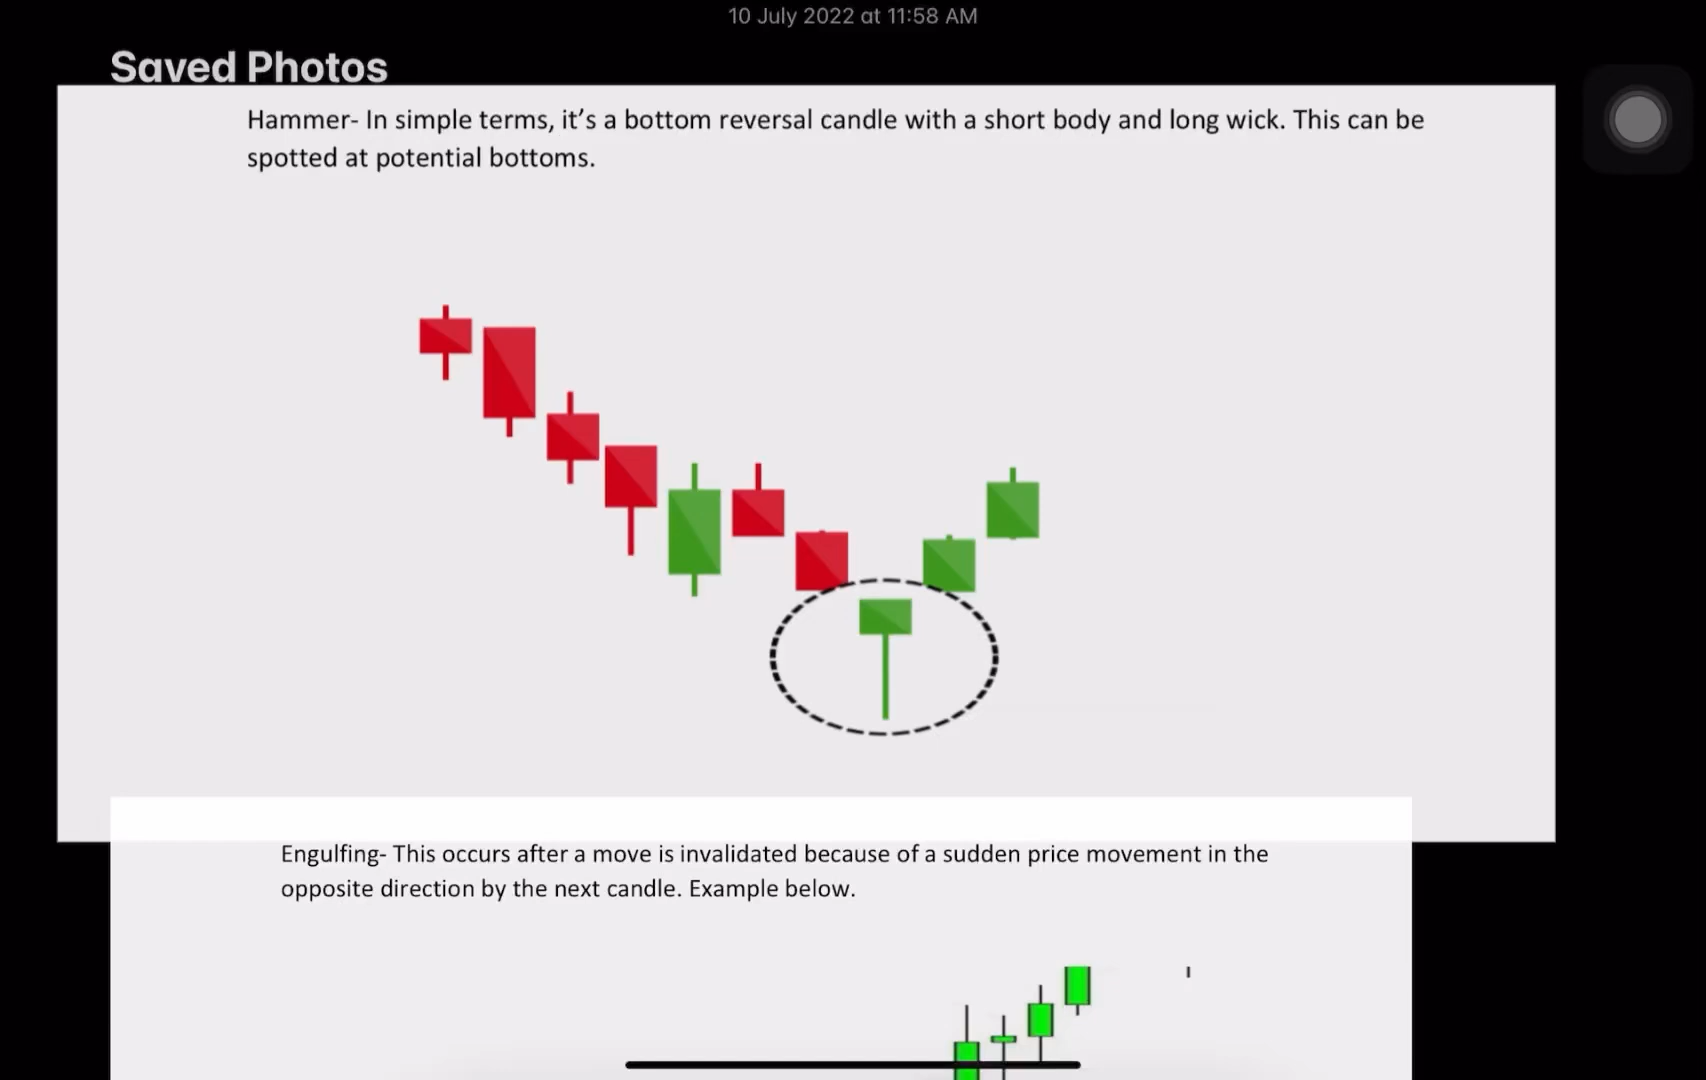 10 July 2022 at 11:58 AM
Saved Photos
Hammer- In simple terms, it’s a bottom reversal candle with a short body and long wick. This can be
spotted at potential bottoms.
Engulfing- This occurs after a move is invalidated because of a sudden price movement in the
opposite direction by the next candle. Example below.